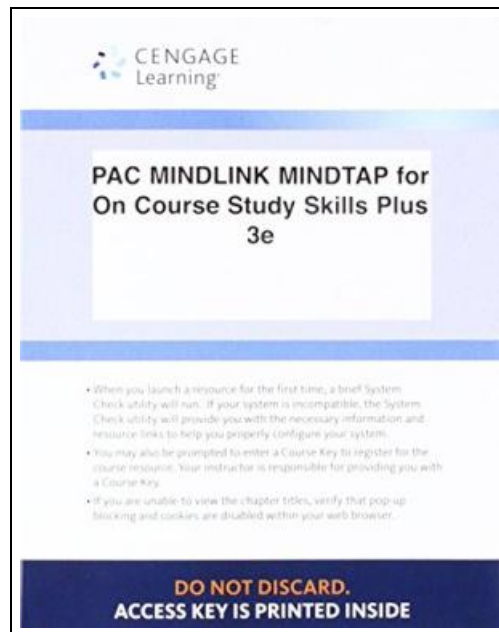 CENGAGE
Learning
PAC MINDLINK MINDTAP for
On Course Study Skills Plus
3e
• When you launch a resource for the first time, a brief System
Check utility will run. If your system is incompatible, the System
Check utility will provide you with the necessary information and
resource links to help you properly configure your system.
• You may also be prompted to enter a Course Key to register for the
course resource. Your instructor is responsible for providing you with
a Course Key.
• If you are unable to view the chapter titles, verify that pop-up
blocking and cookies are disabled within your web browser.
DO NOT DISCARD.
ACCESS KEY IS PRINTED INSIDE